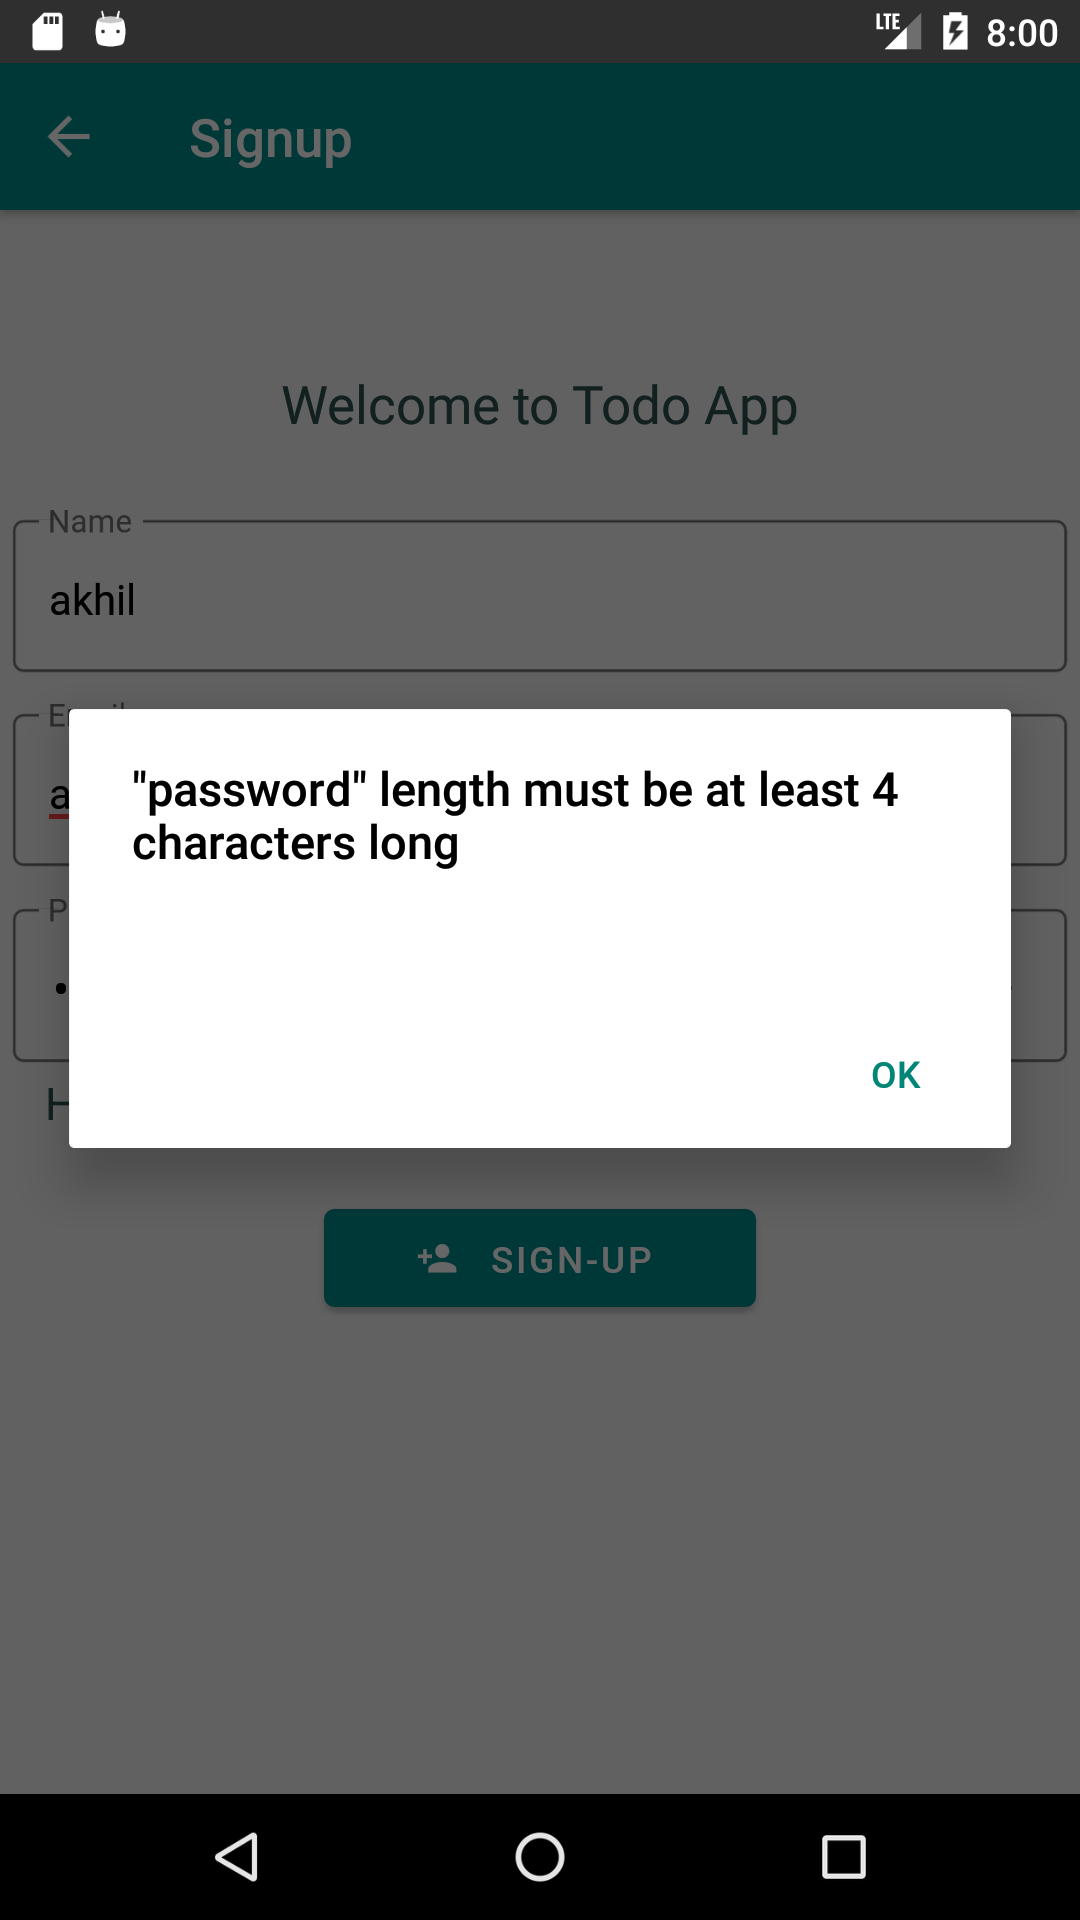 LTE 8:00
Signup
Welcome to Todo App
Name
akhil
"password" length must be at least 4
characters long
OK
SIGN-UP